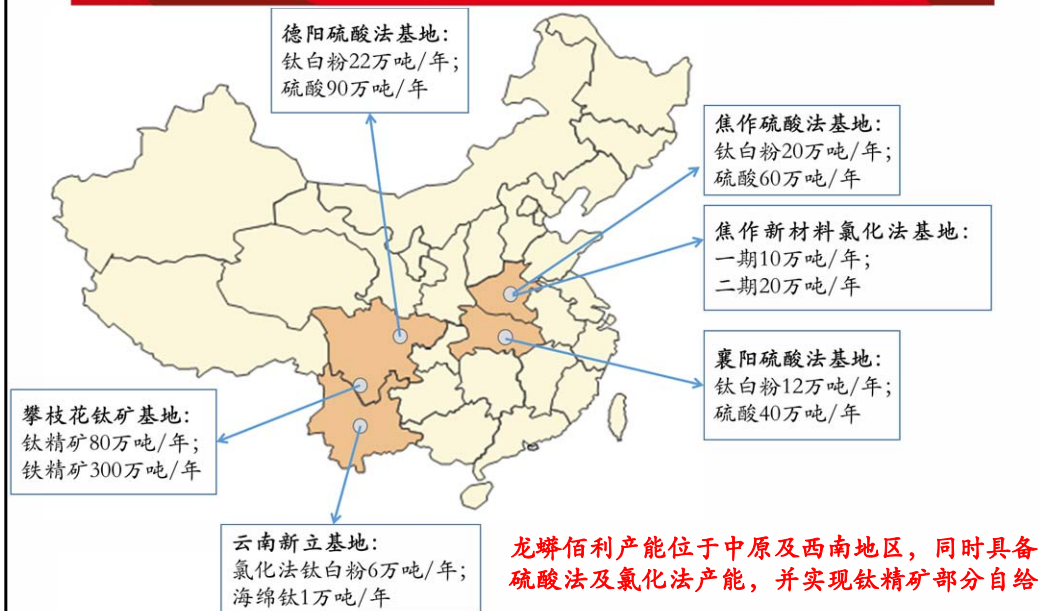 德阳硫酸法基地：
钛白粉22万吨/年；
硫酸90万吨/年
焦作硫酸法基地：
钛白粉20万吨/年；
硫酸60万吨/年
焦作新材料氯化法基地：
一期10万吨/年；
二期20万吨/年
襄阳硫酸法基地：
钛白粉12万吨/年；
硫酸40万吨/年
攀枝花钛矿基地：
钛精矿80万吨/年；
铁精矿300万吨/年
云南新立基地：
氯化法钛白粉6万吨/年；
海绵钛1万吨/年
龙蟒佰利产能位于中原及西南地区，同时具备
硫酸法及氯化法产能，并实现钛精矿部分自给